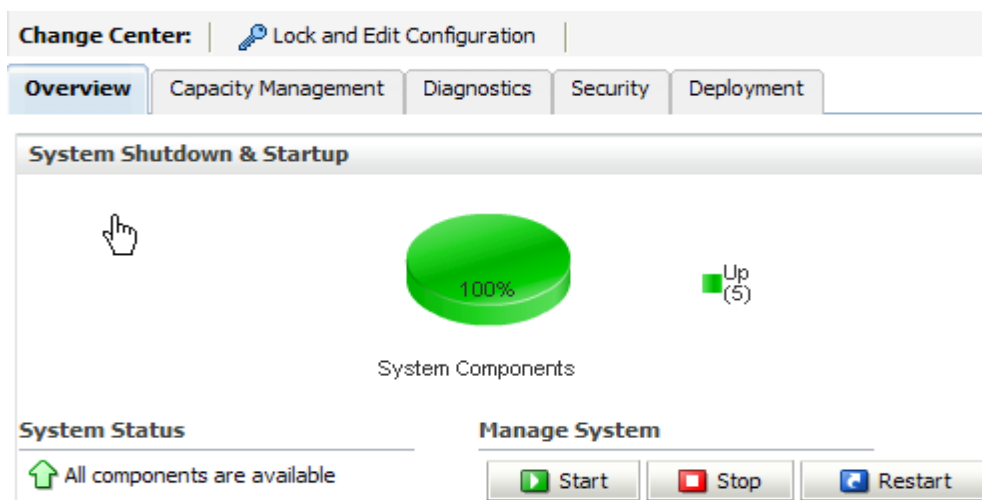 Change Center: Lock and Edit Configuration
Overview Capacity Management Diagnostics Security Deployment
System Shutdown & Startup
100%
Up
(5)
System Components
System Status
All components are available
Manage System
Start Stop Restart